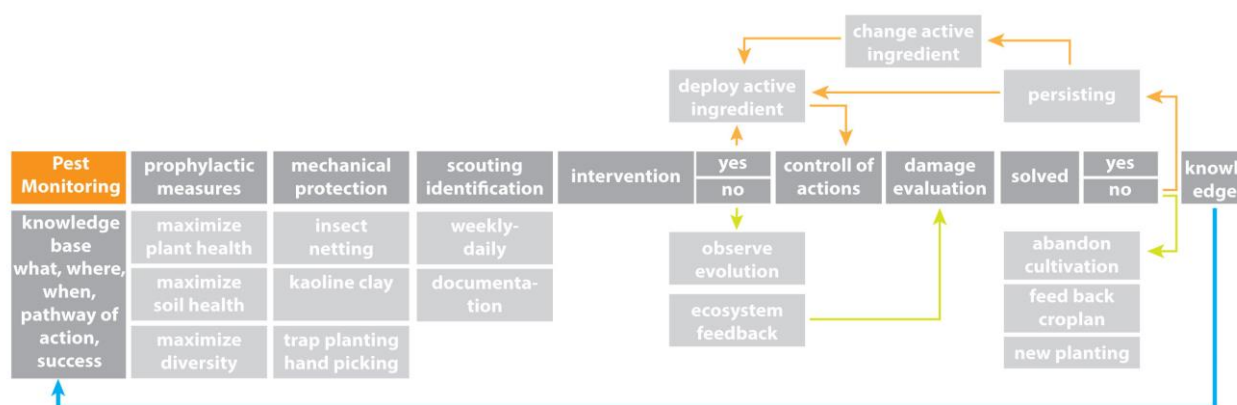 change active
ingredient
deploy active
ingredient
persisting
Pest
Monitoring
prophylactic
measures
mechanical
protection
scouting
identification
intervention
yes
no
controll of
actions
damage
evaluation
solved
yes
no
knowl
edge
knowledge
base
what, where,
when,
pathway of
action,
success
maximize
plant health
maximize
soil health
maximize
diversity
insect
netting
kaoline clay
trap planting
hand picking
weekly-
daily
documenta-
tion
observe
evolution
ecosystem
feedback
abandon
cultivation
feed back
croplan
new planting